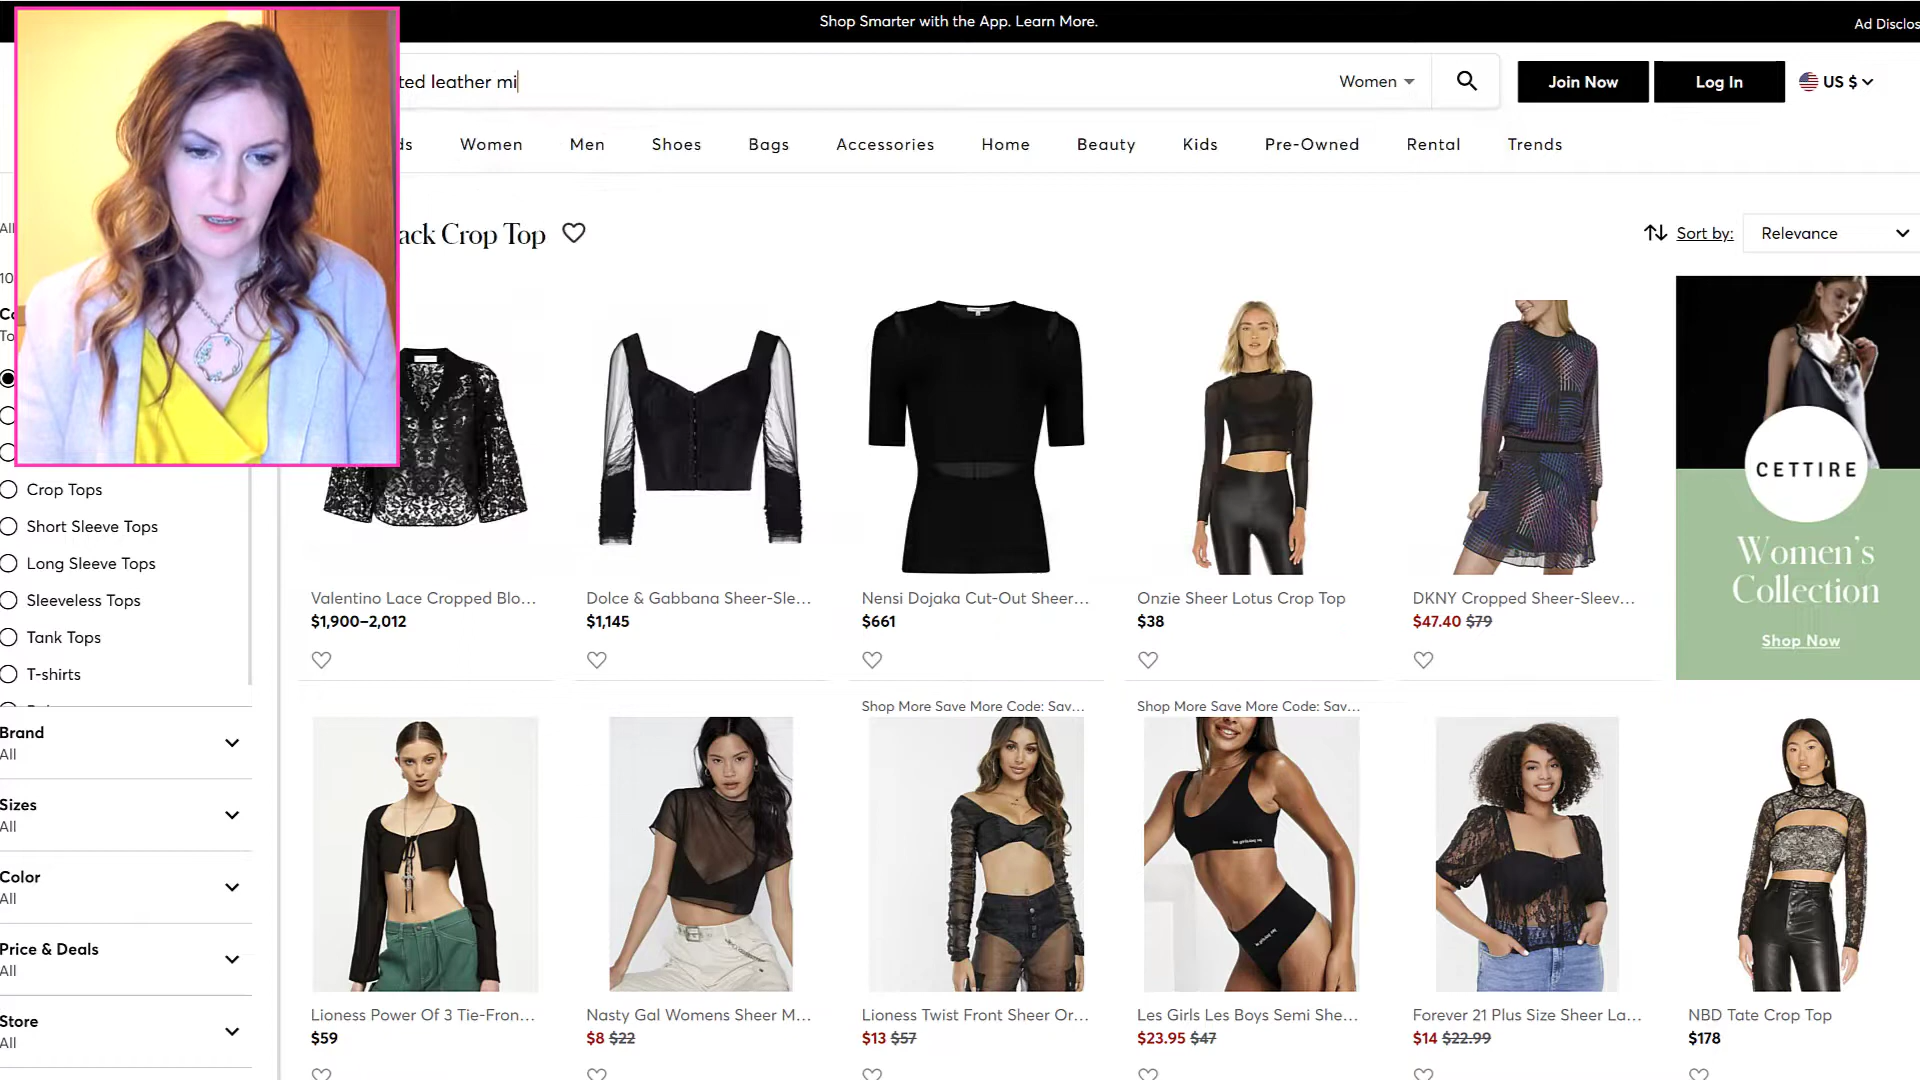 Shop Smarter with the App. Learn More.
Ad Disclos
ted leather mi
Women
Join Now
Log In
US $
ds
Women
Men
Shoes
Bags
Accessories
Home
Beauty
Kids
Pre-Owned
Rental
Trends
All
ack Crop Top
Sort by:
Relevance
10
Co
To
Crop Tops
Short Sleeve Tops
Long Sleeve Tops
Sleeveless Tops
Tank Tops
T-shirts
Brand
All
Sizes
All
Color
All
Price & Deals
All
Store
All
Valentino Lace Cropped Blo...
$1,900–2,012
Dolce & Gabbana Sheer-Sle...
$1,145
Nensi Dojaka Cut-Out Sheer...
$661
Onzie Sheer Lotus Crop Top
$38
DKNY Cropped Sheer-Sleev...
$47.40 $79
CETTIRE
Women's
Collection
Shop Now
Lioness Power Of 3 Tie-Fron...
$59
Nasty Gal Womens Sheer M...
$8 $22
Shop More Save More Code: Sav...
Lioness Twist Front Sheer Or...
$13 $57
Shop More Save More Code: Sav...
Les Girls Les Boys Semi She...
$23.95 $47
Forever 21 Plus Size Sheer La...
$14 $22.99
NBD Tate Crop Top
$178